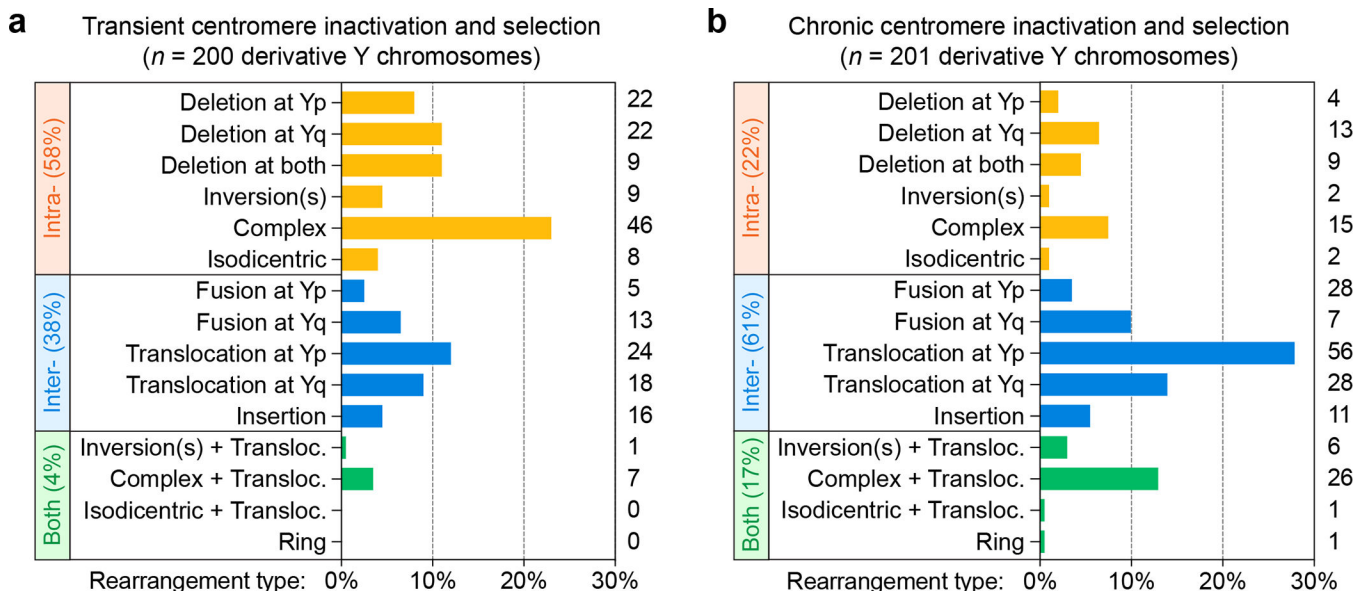 a
Transient centromere inactivation and selection
(n = 200 derivative Y chromosomes)
Intra- (58%)
Deletion at Yp 22
Deletion at Yq 22
Deletion at both 9
Inversion(s) 9
Complex 46
Isodicentric 8
Inter- (38%)
Fusion at Yp 5
Fusion at Yq 13
Translocation at Yp 24
Translocation at Yq 18
Insertion 16
Both (4%)
Inversion(s) + Transloc. 1
Complex + Transloc. 7
Isodicentric + Transloc. 0
Ring 0
Rearrangement type: 0% 10% 20% 30%
b
Chronic centromere inactivation and selection
(n = 201 derivative Y chromosomes)
Intra- (22%)
Deletion at Yp 4
Deletion at Yq 13
Deletion at both 9
Inversion(s) 2
Complex 15
Isodicentric 2
Inter- (61%)
Fusion at Yp 28
Fusion at Yq 7
Translocation at Yp 56
Translocation at Yq 28
Insertion 11
Both (17%)
Inversion(s) + Transloc. 6
Complex + Transloc. 26
Isodicentric + Transloc. 1
Ring 1
Rearrangement type: 0% 10% 20% 30%